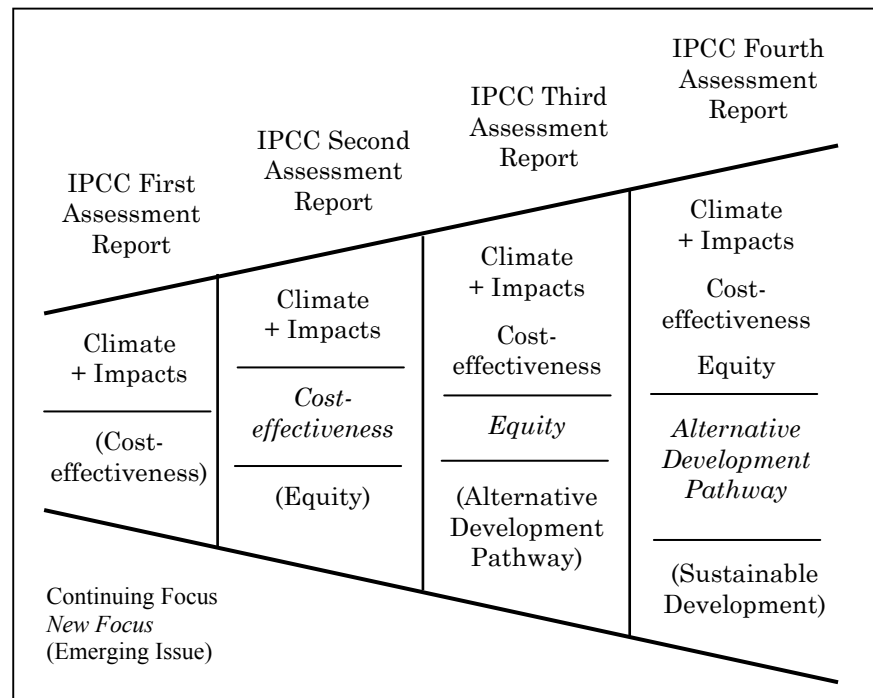 IPCC First
Assessment
Report
IPCC Second
Assessment
Report
IPCC Third
Assessment
Report
IPCC Fourth
Assessment
Report
Climate
+ Impacts
(Cost-
effectiveness)
Climate
+ Impacts
Cost-
effectiveness
(Equity)
Climate
+ Impacts
Cost-
effectiveness
Equity
(Alternative
Development
Pathway)
Climate
+ Impacts
Cost-
effectiveness
Equity
Alternative
Development
Pathway
(Sustainable
Development)
Continuing Focus
New Focus
(Emerging Issue)